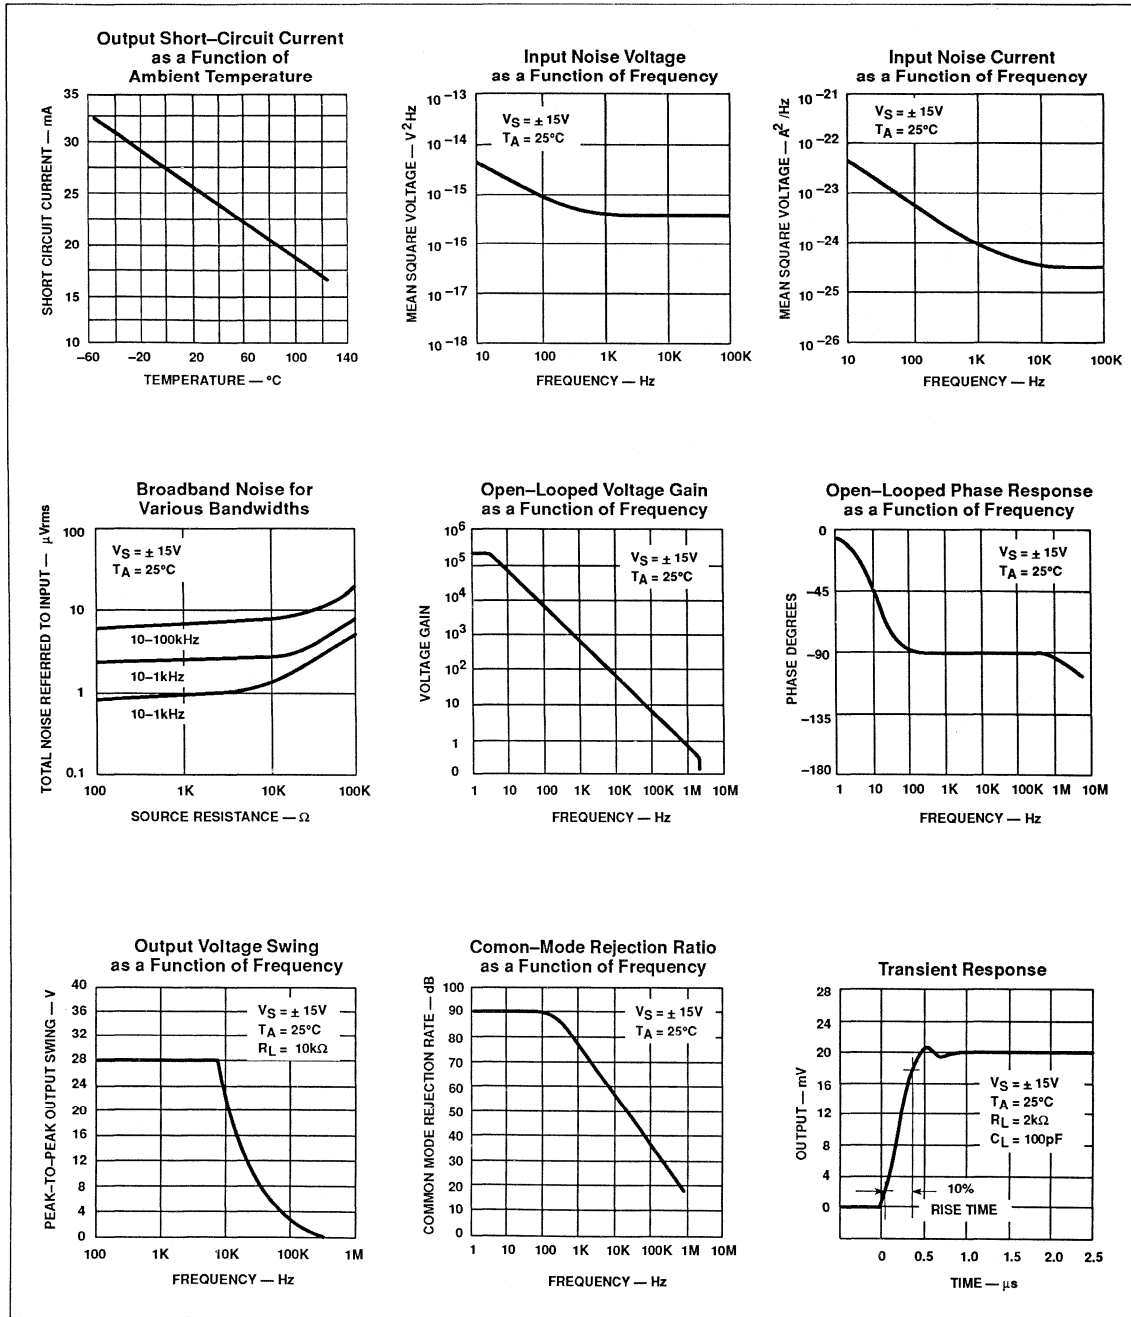 Output Short–Circuit Current
as a Function of
Ambient Temperature
SHORT CIRCUIT CURRENT — mA
35
30
25
20
15
10
–60 –20 0 20 60 100 140
TEMPERATURE — °C
Input Noise Voltage
as a Function of Frequency
MEAN SQUARE VOLTAGE — V²Hz
10⁻¹³
10⁻¹⁴
10⁻¹⁵
10⁻¹⁶
10⁻¹⁷
10⁻¹⁸
VS = ± 15V
TA = 25°C
10 100 1K 10K 100K
FREQUENCY — Hz
Input Noise Current
as a Function of Frequency
MEAN SQUARE VOLTAGE — A²/Hz
10⁻²¹
10⁻²²
10⁻²³
10⁻²⁴
10⁻²⁵
10⁻²⁶
VS = ± 15V
TA = 25°C
10 100 1K 10K 100K
FREQUENCY — Hz
Broadband Noise for
Various Bandwidths
TOTAL NOISE REFERRED TO INPUT — µVrms
100
10
1
0.1
VS = ± 15V
TA = 25°C
10–100kHz
10–1kHz
10–1kHz
100 1K 10K 100K
SOURCE RESISTANCE — Ω
Open–Looped Voltage Gain
as a Function of Frequency
VOLTAGE GAIN
10⁶
10⁵
10⁴
10³
10²
10
1
0
VS = ± 15V
TA = 25°C
1 10 100 1K 10K 100K 1M 10M
FREQUENCY — Hz
Open–Looped Phase Response
as a Function of Frequency
PHASE DEGREES
0
–45
–90
–135
–180
VS = ± 15V
TA = 25°C
1 10 100 1K 10K 100K 1M 10M
FREQUENCY — Hz
Output Voltage Swing
as a Function of Frequency
PEAK–TO–PEAK OUTPUT SWING — V
40
36
32
28
24
20
16
12
8
4
0
VS = ± 15V
TA = 25°C
RL = 10kΩ
100 10K 100K 1M
FREQUENCY — Hz
Comon–Mode Rejection Ratio
as a Function of Frequency
COMMON MODE REJECTION RATE — dB
100
90
80
70
60
50
40
30
20
10
0
VS = ± 15V
TA = 25°C
1 10 100 1K 10K 100K 1M 10M
FREQUENCY — Hz
Transient Response
OUTPUT — mV
28
24
20
16
12
8
4
0
VS = ± 15V
TA = 25°C
RL = 2kΩ
CL = 100pF
10%
RISE TIME
0 0.5 1.0 1.5 2.0 2.5
TIME — µs